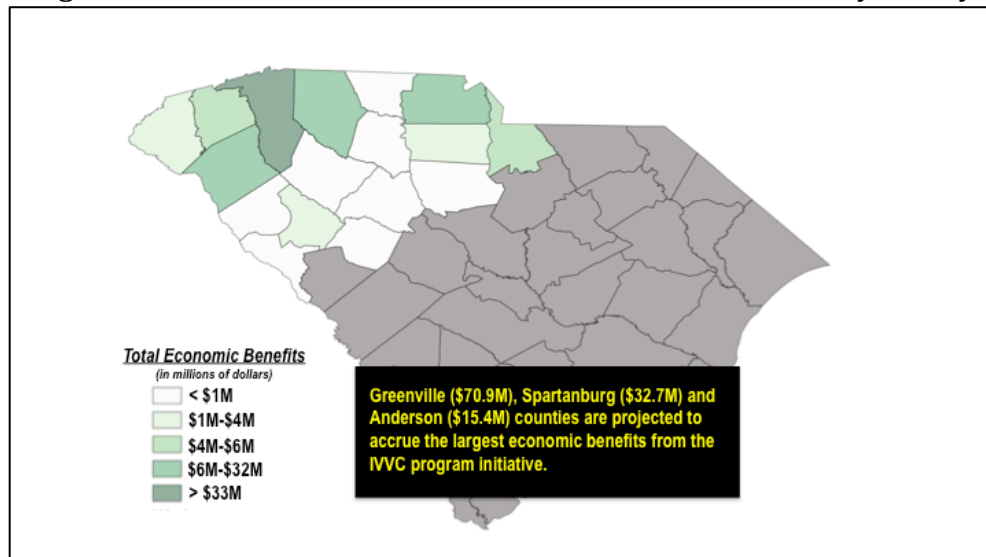 Total Economic Benefits
(in millions of dollars)
< $1M
$1M-$4M
$4M-$6M
$6M-$32M
> $33M
Greenville ($70.9M), Spartanburg ($32.7M) and
Anderson ($15.4M) counties are projected to
accrue the largest economic benefits from the
IVVC program initiative.